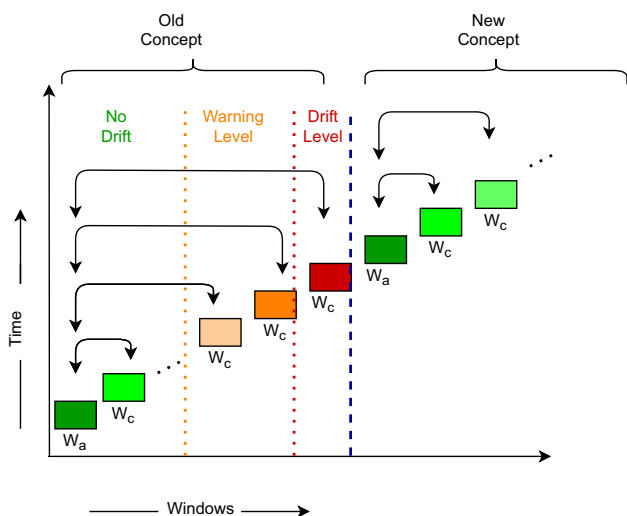 Old
Concept
New
Concept
No
Drift
Warning
Level
Drift
Level
Wc
Wc
Wa
Wc
Wc
Wc
Wc
Wa
Time
Windows